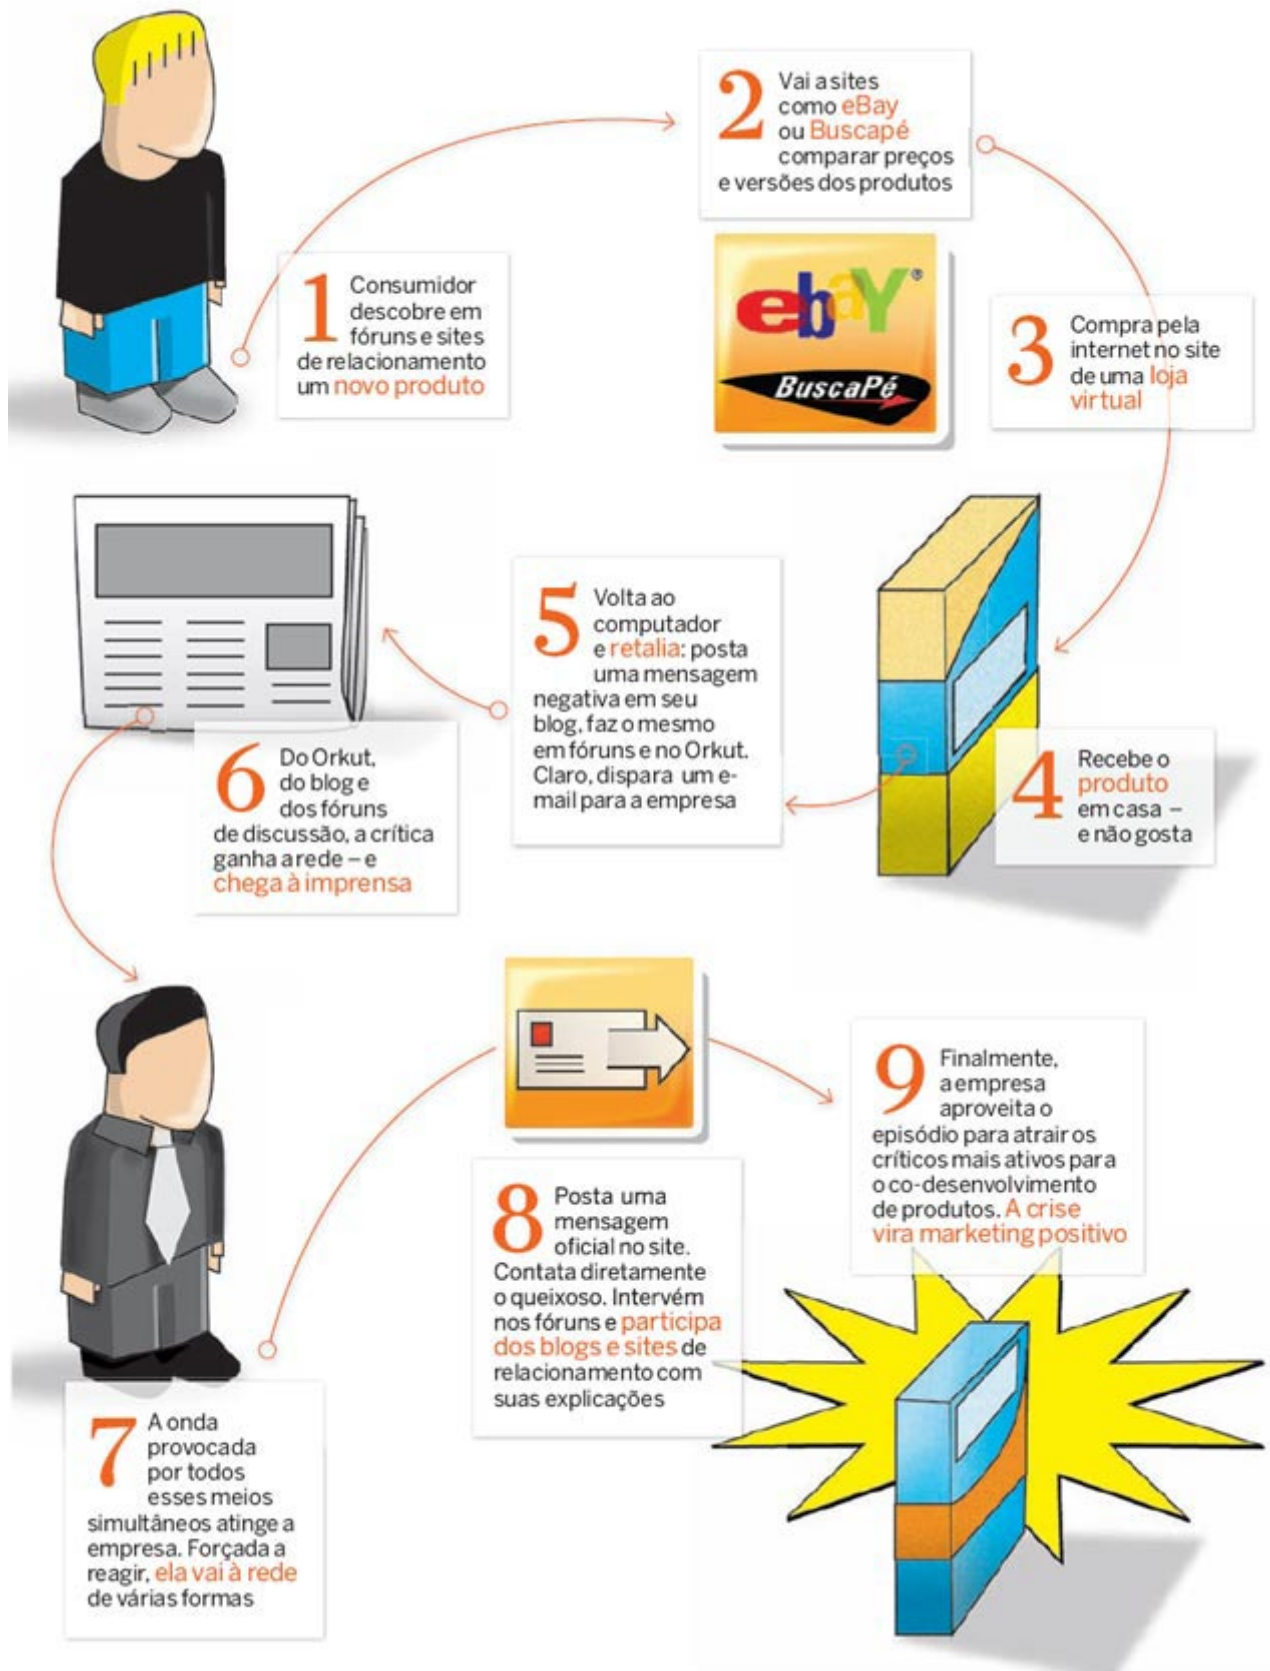 1
Consumidor
descobre em
fóruns e sites
de relacionamento
um novo produto
2
Vai a sites
como eBay
ou Buscapé
comparar preços
e versões dos produtos
ebaY®
BuscaPé
3
Compra pela
internet no site
de uma loja
virtual
4
Recebe o
produto
em casa –
e não gosta
5
Volta ao
computador
e retalia: posta
uma mensagem
negativa em seu
blog, faz o mesmo
em fóruns e no Orkut.
Claro, dispara um e-
mail para a empresa
6
Do Orkut,
do blog e
dos fóruns
de discussão, a crítica
ganha a rede – e
chega à imprensa
7
A onda
provocada
por todos
esses meios
simultâneos atinge a
empresa. Forçada a
reagir, ela vai à rede
de várias formas
8
Posta uma
mensagem
oficial no site.
Contata diretamente
o queixoso. Intervém
nos fóruns e participa
dos blogs e sites de
relacionamento com
suas explicações
9
Finalmente,
a empresa
aproveita o
episódio para atrair os
críticos mais ativos para
o co-desenvolvimento
de produtos. A crise
vira marketing positivo